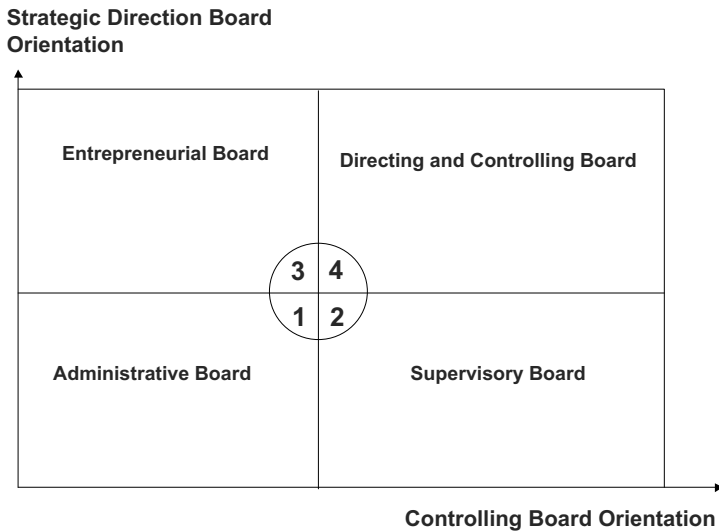 Strategic Direction Board
Orientation
Entrepreneurial Board
Directing and Controlling Board
3 4
1 2
Administrative Board
Supervisory Board
Controlling Board Orientation